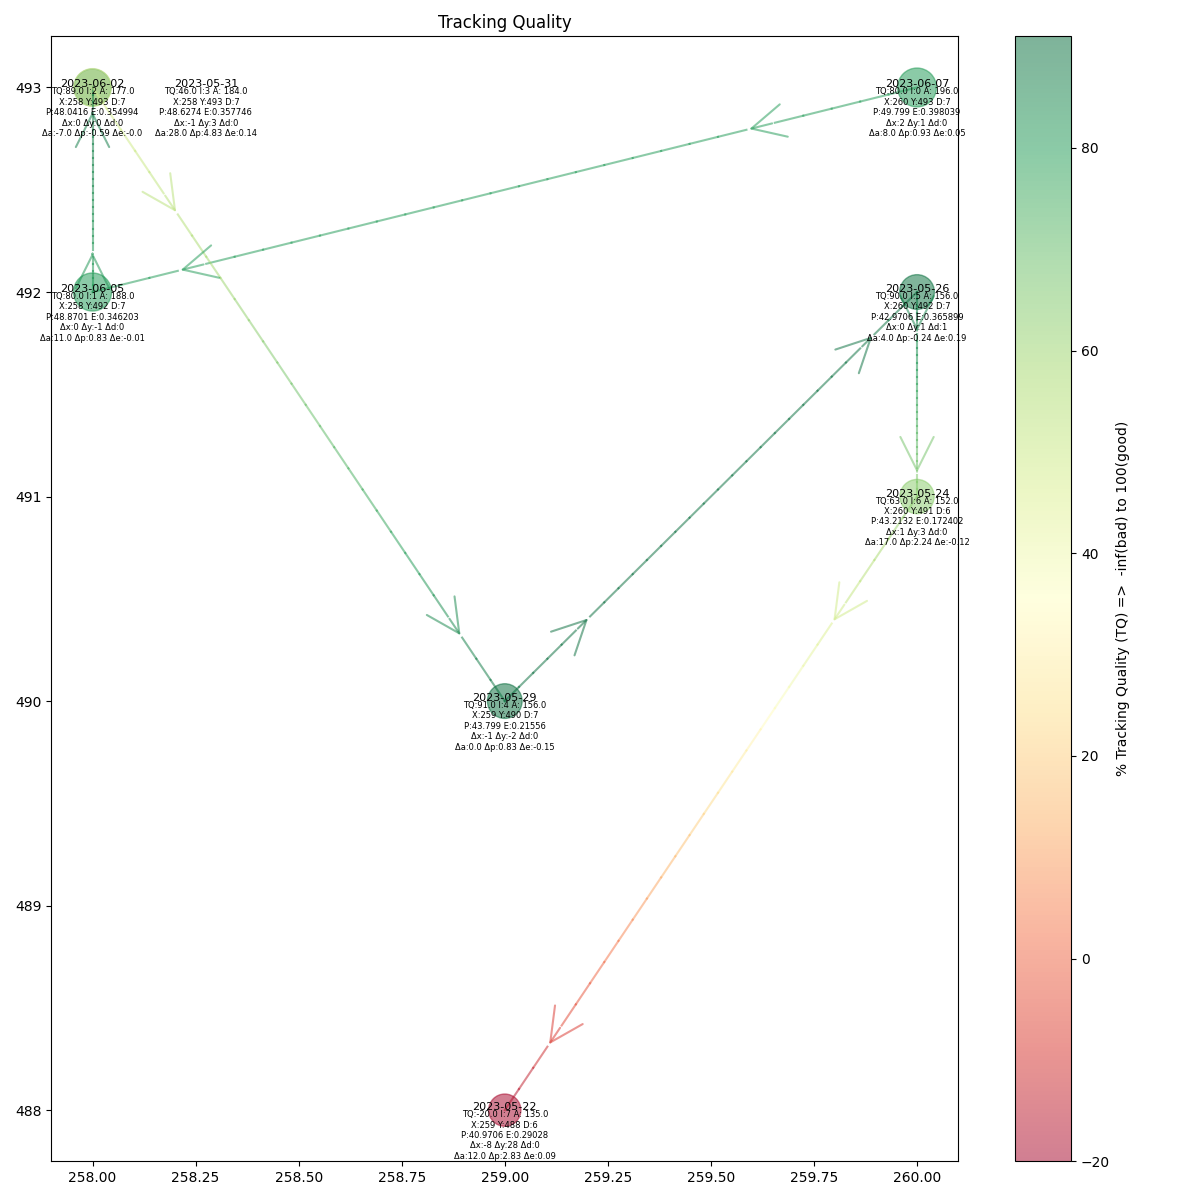 Tracking Quality
493
492
491
490
489
488
2023-06-02
TQ:89.0 I:2 A: 177.0
X:258 Y:493 D:7
P:48.0416 E:0.354994
Δx:0 Δy:0 Δd:0
Δa:-7.0 Δp:-0.59 Δe:-0.0
2023-05-31
TQ:46.0 I:3 A: 184.0
X:258 Y:493 D:7
P:48.6274 E:0.357746
Δx:-1 Δy:3 Δd:0
Δa:28.0 Δp:4.83 Δe:0.14
2023-06-07
TQ:80.0 I:0 A: 196.0
X:260 Y:493 D:7
P:49.799 E:0.398039
Δx:2 Δy:1 Δd:0
Δa:8.0 Δp:0.93 Δe:0.05
2023-06-05
TQ:80.0 I:1 A: 188.0
X:258 Y:492 D:7
P:48.8701 E:0.346203
Δx:0 Δy:-1 Δd:0
Δa:11.0 Δp:0.83 Δe:-0.01
2023-05-26
TQ:90.0 I:5 A: 156.0
X:260 Y:492 D:7
P:42.9706 E:0.365899
Δx:0 Δy:1 Δd:1
Δa:4.0 Δp:-0.24 Δe:0.19
2023-05-24
TQ:63.0 I:6 A: 152.0
X:260 Y:491 D:6
P:43.2132 E:0.172402
Δx:1 Δy:3 Δd:0
Δa:17.0 Δp:2.24 Δe:-0.12
2023-05-29
TQ:91.0 I:4 A: 156.0
X:259 Y:490 D:7
P:43.799 E:0.21556
Δx:-1 Δy:-2 Δd:0
Δa:0.0 Δp:0.83 Δe:-0.15
2023-05-22
TQ:-20.0 I:7 A: 135.0
X:259 Y:488 D:6
P:40.9706 E:0.29028
Δx:-8 Δy:28 Δd:0
Δa:12.0 Δp:2.83 Δe:0.09
258.00 258.25 258.50 258.75 259.00 259.25 259.50 259.75 260.00
80
60
40
20
0
−20
% Tracking Quality (TQ) => -inf(bad) to 100(good)